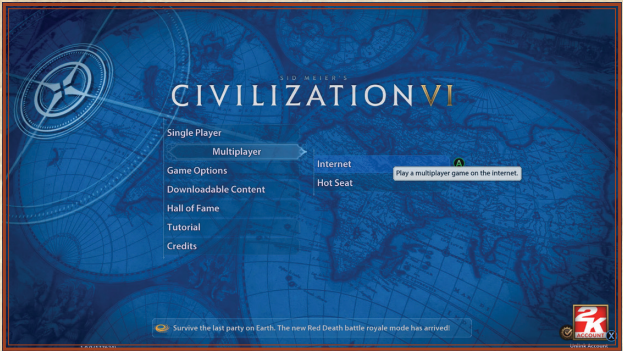 SID MEIER'S
CIVILIZATION VI
Single Player
Multiplayer
Game Options
Downloadable Content
Hall of Fame
Tutorial
Credits
Internet
A
Play a multiplayer game on the internet.
Hot Seat
Survive the last party on Earth. The new Red Death battle royale mode has arrived!
2K
ACCOUNT
X
Unlink Account